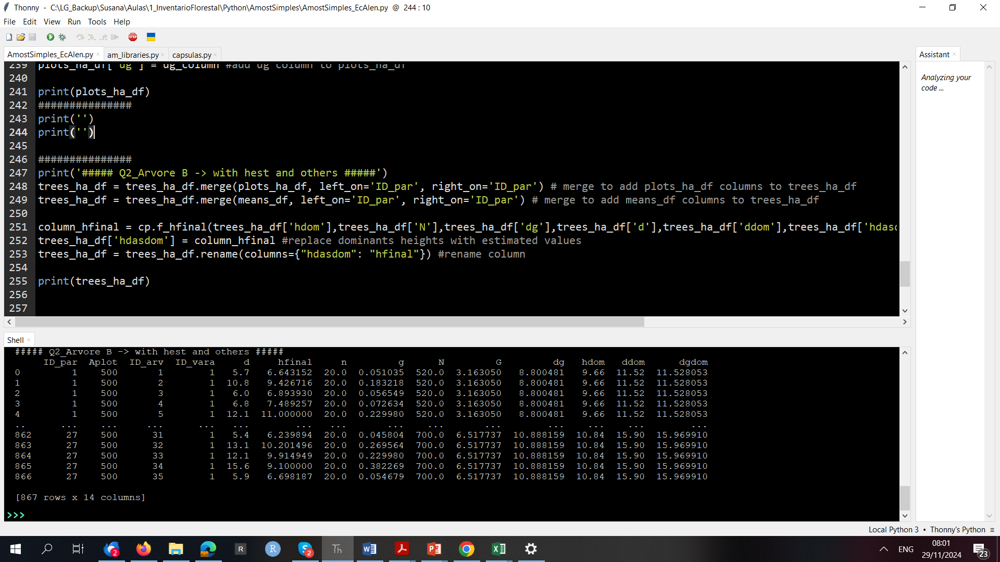 Thonny - C:\LG_Backup\Susana\Aulas\1_InventarioFlorestal\Python\AmostSimples\AmostSimples_EcAlen.py @ 244 : 10
File Edit View Run Tools Help
STOP
AmostSimples_EcAlen.py × am_libraries.py × capsulas.py ×
Assistant ×
Analyzing your
code ...
239 plots_ha_df['dg'] = dg_column #add dg column to plots_ha_df
240
241 print(plots_ha_df)
242 ###############
243 print('')
244 print('')
245
246 ###############
247 print('##### Q2_Arvore B -> with hest and others #####')
248 trees_ha_df = trees_ha_df.merge(plots_ha_df, left_on='ID_par', right_on='ID_par') # merge to add plots_ha_df columns to trees_ha_df
249 trees_ha_df = trees_ha_df.merge(means_df, left_on='ID_par', right_on='ID_par') # merge to add means_df columns to trees_ha_df
250
251 column_hfinal = cp.f_hfinal(trees_ha_df['hdom'],trees_ha_df['N'],trees_ha_df['dg'],trees_ha_df['d'],trees_ha_df['ddom'],trees_ha_df['hdasd
252 trees_ha_df['hdasdom'] = column_hfinal #replace dominants heights with estimated values
253 trees_ha_df = trees_ha_df.rename(columns={"hdasdom": "hfinal"}) #rename column
254
255 print(trees_ha_df)
256
257
Shell ×
##### Q2_Arvore B -> with hest and others #####
ID_par Aplot ID_arv ID_vara d hfinal n g N G dg hdom ddom dgdom
0 1 500 1 1 5.7 6.643152 20.0 0.051035 520.0 3.163050 8.800481 9.66 11.52 11.528053
1 1 500 2 1 10.8 9.426716 20.0 0.183218 520.0 3.163050 8.800481 9.66 11.52 11.528053
2 1 500 3 1 6.0 6.893930 20.0 0.056549 520.0 3.163050 8.800481 9.66 11.52 11.528053
3 1 500 4 1 6.8 7.489257 20.0 0.072634 520.0 3.163050 8.800481 9.66 11.52 11.528053
4 1 500 5 1 12.1 11.000000 20.0 0.229980 520.0 3.163050 8.800481 9.66 11.52 11.528053
.. ... ... ... ... ... ... ... ... ... ... ... ... ... ...
862 27 500 31 1 5.4 6.239894 20.0 0.045804 700.0 6.517737 10.888159 10.84 15.90 15.969910
863 27 500 32 1 13.1 10.201496 20.0 0.269564 700.0 6.517737 10.888159 10.84 15.90 15.969910
864 27 500 33 1 12.1 9.914949 20.0 0.229980 700.0 6.517737 10.888159 10.84 15.90 15.969910
865 27 500 34 1 15.6 9.100000 20.0 0.382269 700.0 6.517737 10.888159 10.84 15.90 15.969910
866 27 500 35 1 5.9 6.698187 20.0 0.054679 700.0 6.517737 10.888159 10.84 15.90 15.969910
[867 rows x 14 columns]
>>>
Local Python 3 • Thonny's Python ≡
2 R R S 2 Th W P X
ENG
08:01
29/11/2024
23